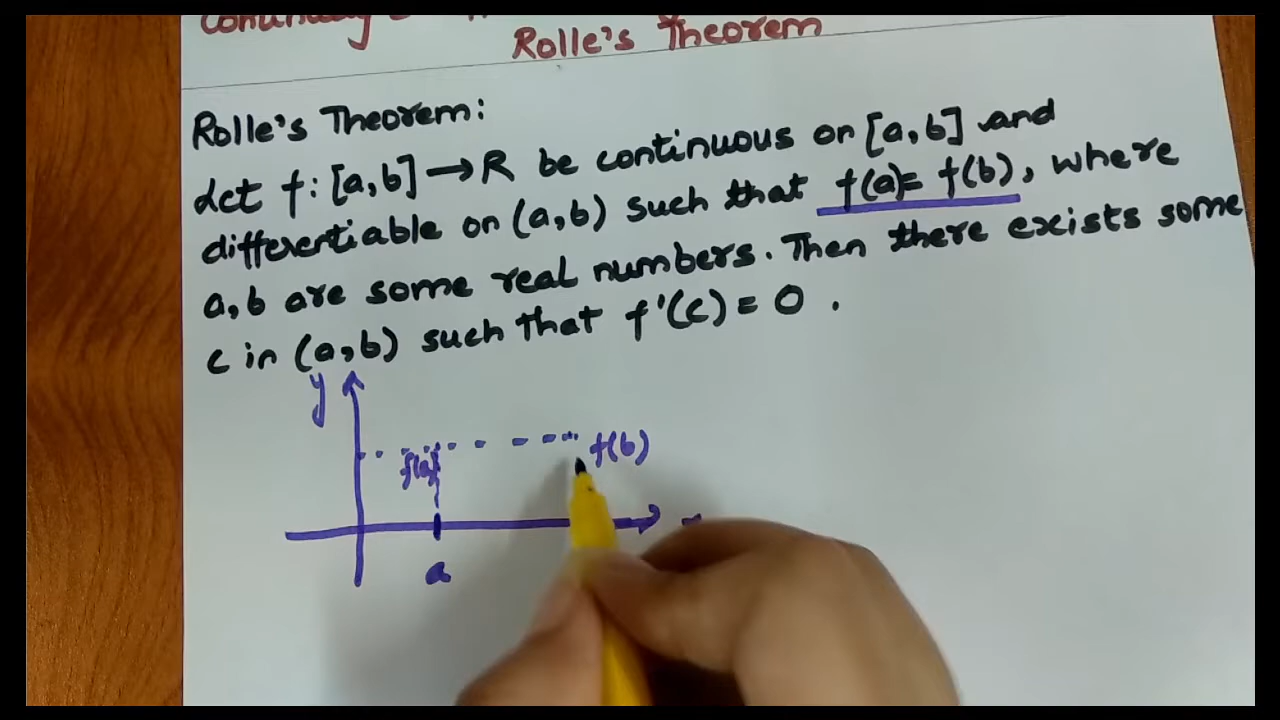 Rolle's Theorem
Rolle's Theorem:
Let f: [a,b] → R be continuous on [a,b] and
differentiable on (a,b) such that f(a) = f(b), where
a,b are some real numbers. Then there exists some
c in (a,b) such that f'(c) = 0 .
y
f(a)
f(b)
a